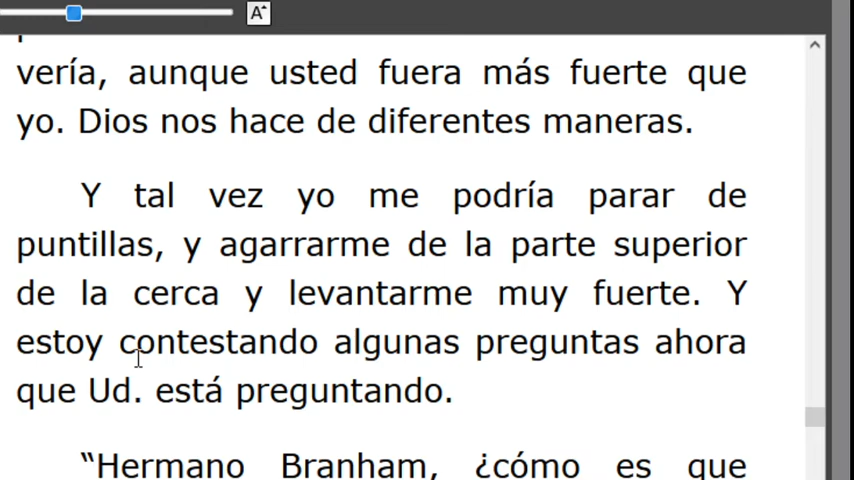 A
vería, aunque usted fuera más fuerte que
yo. Dios nos hace de diferentes maneras.
Y tal vez yo me podría parar de
puntillas, y agarrarme de la parte superior
de la cerca y levantarme muy fuerte. Y
estoy contestando algunas preguntas ahora
que Ud. está preguntando.
“Hermano Branham, ¿cómo es que